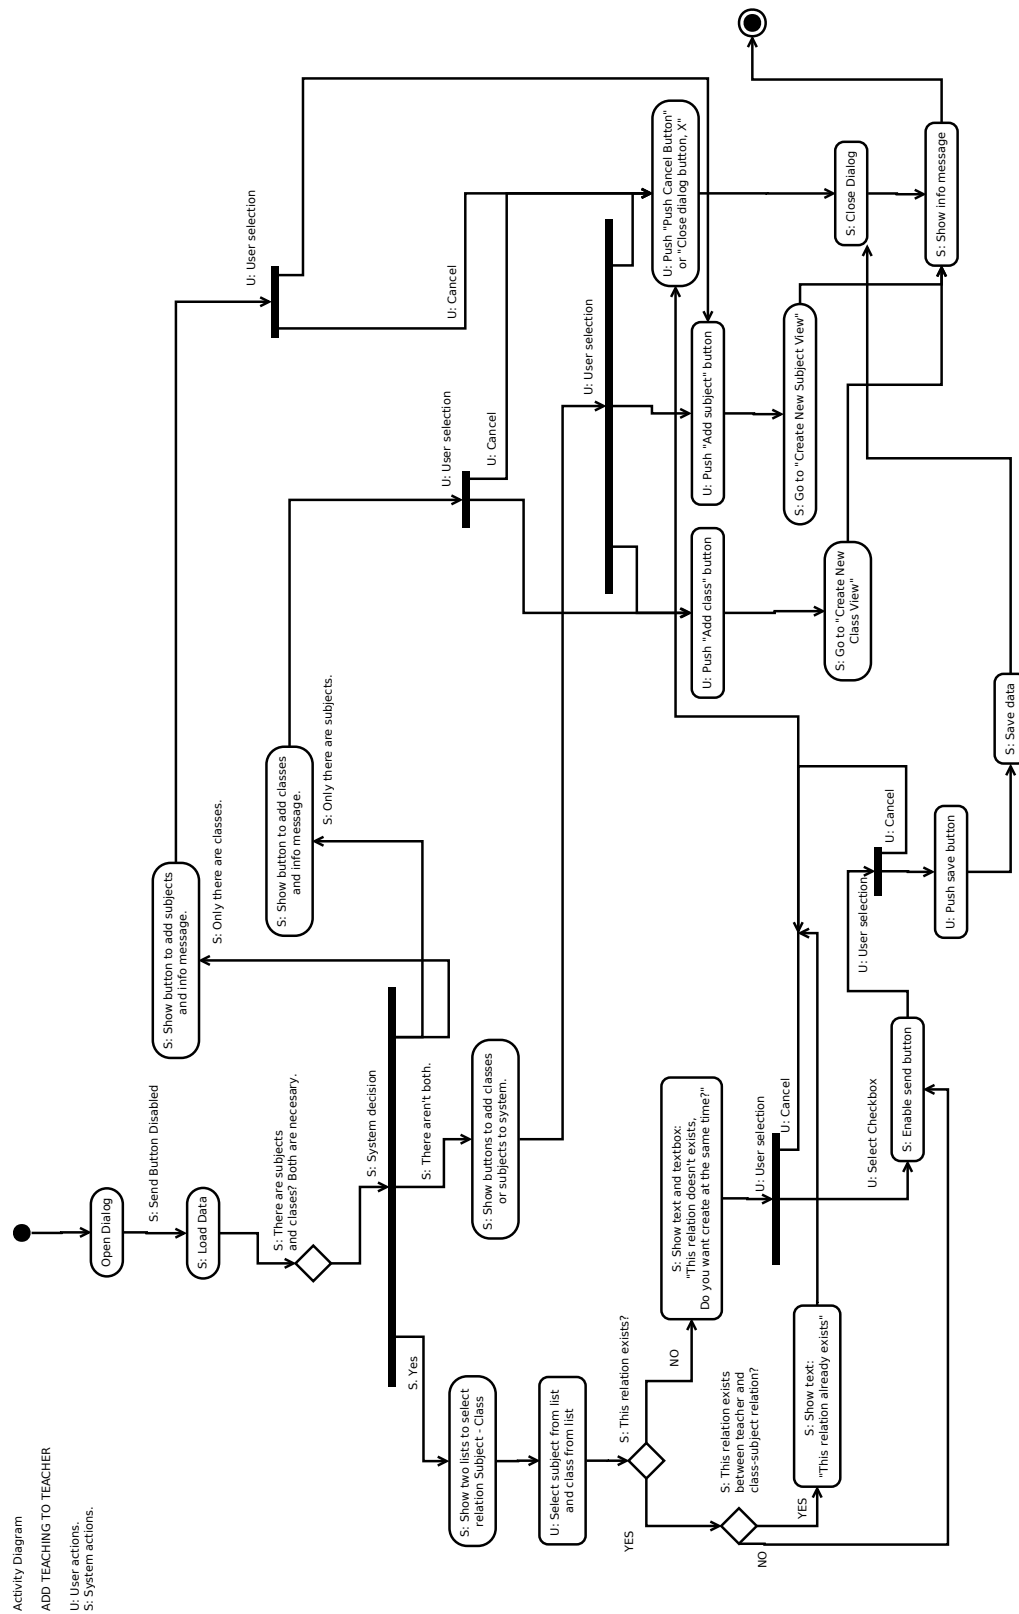 Activity Diagram
ADD TEACHING TO TEACHER
U: User actions.
S: System actions.
Open Dialog
S: Send Button Disabled
S: Load Data
S: There are subjects
and clases? Both are necesary.
S: System decision
S: Only there are classes.
S: Show button to add subjects
and info message.
U: User selection
U: Cancel
S: Only there are subjects.
S: Show button to add classes
and info message.
U: User selection
U: Cancel
S: There aren't both.
S: Show buttons to add classes
or subjects to system.
U: User selection
U: Push "Push Cancel Button"
or "Close dialog button, X"
U: Push "Add subject" button
U: Push "Add class" button
S: Go to "Create New Subject View"
S: Go to "Create New
Class View"
S: Close Dialog
S: Show info message
S. Yes
S: Show two lists to select
relation Subject - Class
U: Select subject from list
and class from list
S: This relation exists?
NO
S: Show text and textbox:
"This relation doesn't exists,
Do you want create at the same time?"
U: User selection
U: Cancel
U: Select Checkbox
YES
S: This relation exists
between teacher and
class-subject relation?
YES
S: Show text:
"This relation already exists"
NO
S: Enable send button
U: User selection
U: Cancel
U: Push save button
S: Save data